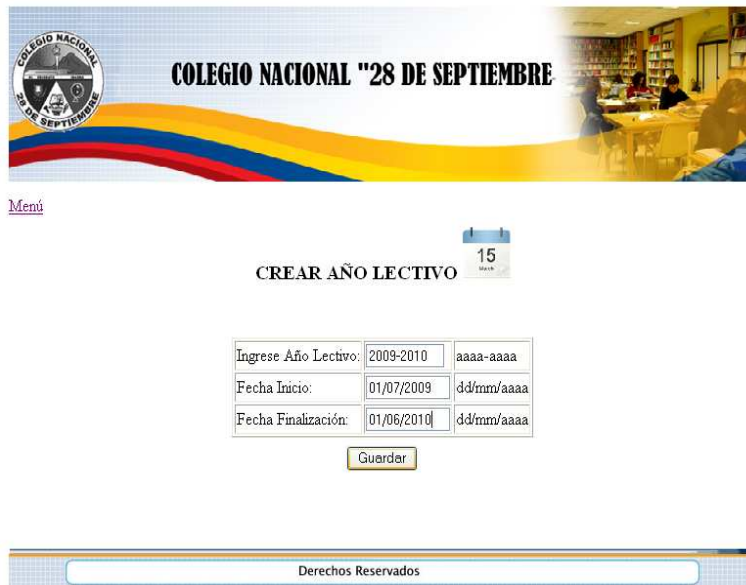 COLEGIO NACIONAL
28 DE SEPTIEMBRE
COLEGIO NACIONAL "28 DE SEPTIEMBRE
Menú
15
March
CREAR AÑO LECTIVO
Ingrese Año Lectivo: 2009-2010 aaaa-aaaa
Fecha Inicio: 01/07/2009 dd/mm/aaaa
Fecha Finalización: 01/06/2010 dd/mm/aaaa
Guardar
Derechos Reservados